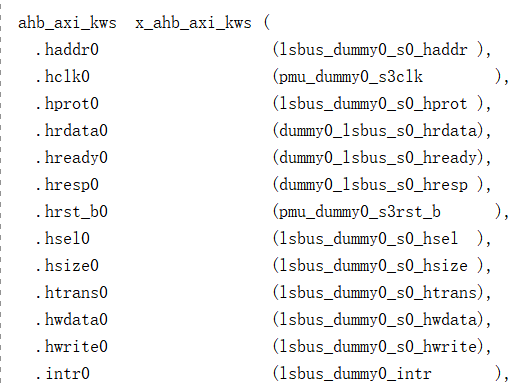 ahb_axi_kws  x_ahb_axi_kws (
.haddr0 (lsbus_dummy0_s0_haddr ),
.hclk0 (pmu_dummy0_s3clk ),
.hprot0 (lsbus_dummy0_s0_hprot ),
.hrdata0 (dummy0_lsbus_s0_hrdata),
.hready0 (dummy0_lsbus_s0_hready),
.hresp0 (dummy0_lsbus_s0_hresp ),
.hrst_b0 (pmu_dummy0_s3rst_b ),
.hsel0 (lsbus_dummy0_s0_hsel  ),
.hsize0 (lsbus_dummy0_s0_hsize ),
.htrans0 (lsbus_dummy0_s0_htrans),
.hwdata0 (lsbus_dummy0_s0_hwdata),
.hwrite0 (lsbus_dummy0_s0_hwrite),
.intr0 (lsbus_dummy0_intr ),